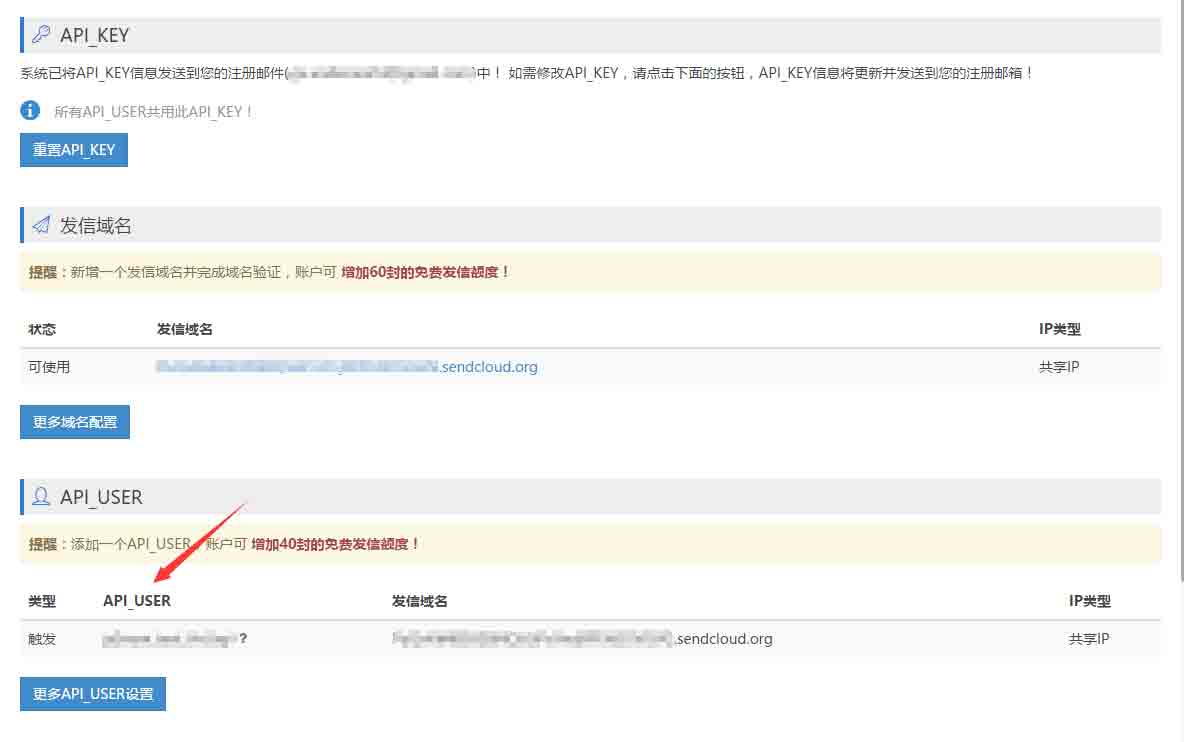 API_KEY
系统已将API_KEY信息发送到您的注册邮件()中！ 如需修改API_KEY，请点击下面的按钮，API_KEY信息将更新并发送到您的注册邮箱！
所有API_USER共用此API_KEY！
重置API_KEY
发信域名
提醒：新增一个发信域名并完成域名验证，账户可 增加60封的免费发信额度！
状态 发信域名 IP类型
可使用 .sendcloud.org 共享IP
更多域名配置
API_USER
提醒：添加一个API_USER，账户可 增加40封的免费发信额度！
类型 API_USER 发信域名 IP类型
触发 ? .sendcloud.org 共享IP
更多API_USER设置